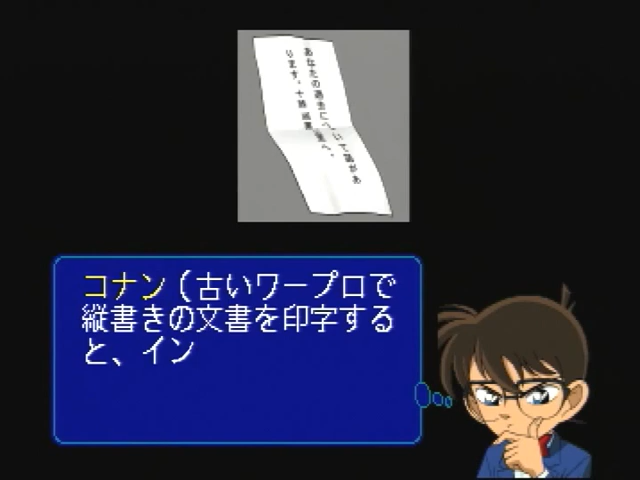 あなたの過去について話があ
ります。十
コナン（古いワープロで
縦書きの文書を印字する
と、イン